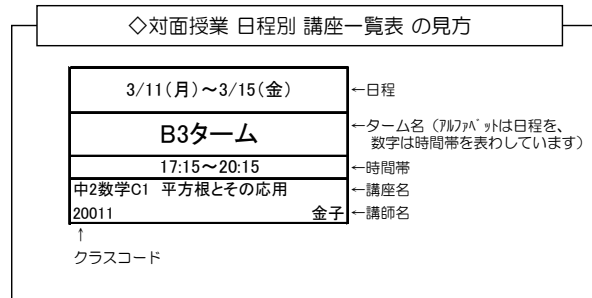 ◇対面授業 日程別 講座一覧表 の見方
3/11(月)～3/15(金) ←日程
B3ターム ←ターム名（ｱﾙﾌｧﾍﾞｯﾄは日程を、
数字は時間帯を表わしています）
17:15～20:15 ←時間帯
中2数学C1 平方根とその応用 ←講座名
20011 金子 ←講師名
↑
クラスコード